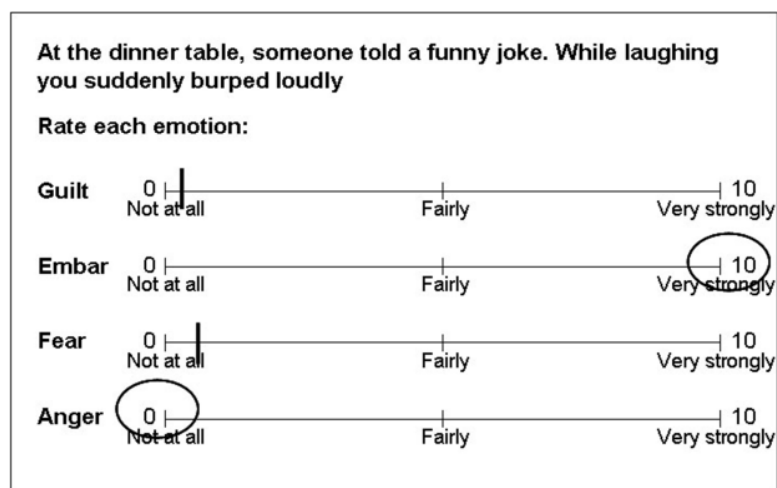 At the dinner table, someone told a funny joke. While laughing
you suddenly burped loudly
Rate each emotion:
Guilt 0 10
Not at all Fairly Very strongly
Embar 0 10
Not at all Fairly Very strongly
Fear 0 10
Not at all Fairly Very strongly
Anger 0 10
Not at all Fairly Very strongly